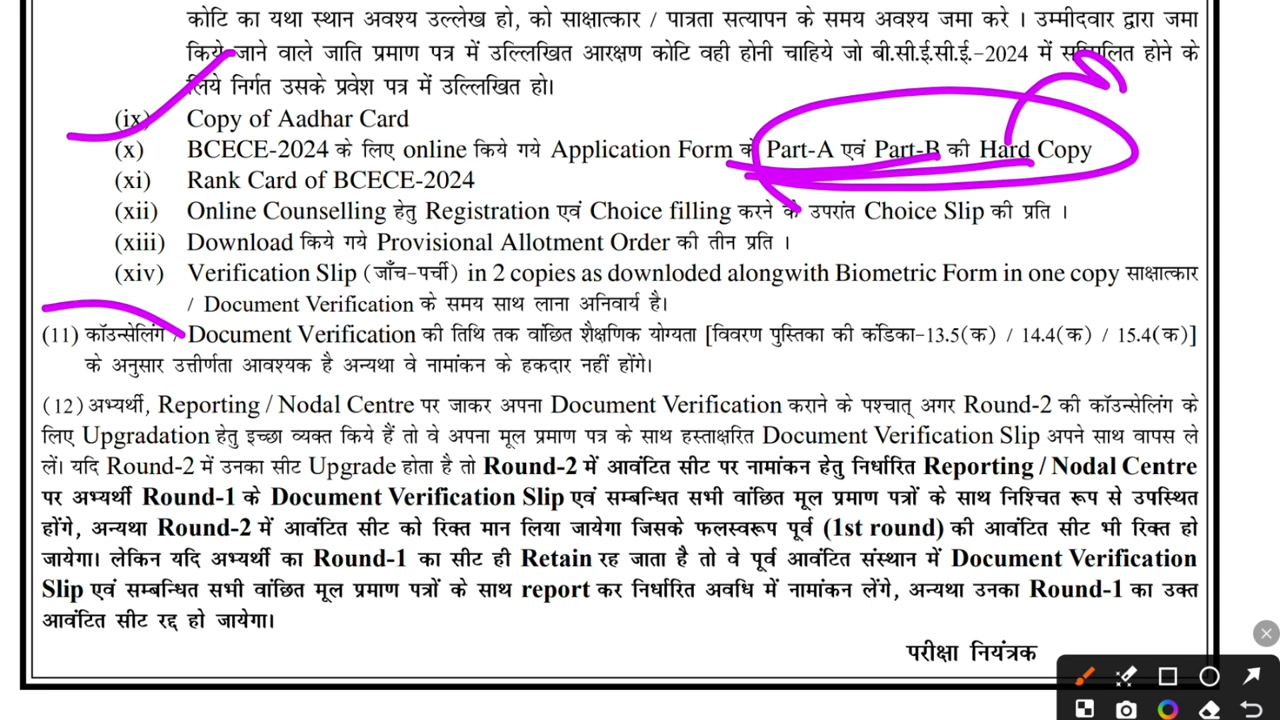 कोटि का यथा स्थान अवश्य उल्लेख हो, को साक्षात्कार / पात्रता सत्यापन के समय अवश्य जमा करे । उम्मीदवार द्वारा जमा
किये जाने वाले जाति प्रमाण पत्र में उल्लिखित आरक्षण कोटि वही होनी चाहिये जो बी.सी.ई.सी.ई.-2024 में सम्मिलित होने के
लिये निर्गत उसके प्रवेश पत्र में उल्लिखित हो।
(ix) Copy of Aadhar Card
(x) BCECE-2024 के लिए online किये गये Application Form के Part-A एवं Part-B की Hard Copy
(xi) Rank Card of BCECE-2024
(xii) Online Counselling हेतु Registration एवं Choice filling करने के उपरांत Choice Slip की प्रति ।
(xiii) Download किये गये Provisional Allotment Order की तीन प्रति ।
(xiv) Verification Slip (जाँच-पर्ची) in 2 copies as downloded alongwith Biometric Form in one copy साक्षात्कार
/ Document Verification के समय साथ लाना अनिवार्य है।
(11) कॉउन्सेलिंग / Document Verification की तिथि तक वांछित शैक्षणिक योग्यता [विवरण पुस्तिका की कंडिका-13.5(क) / 14.4(क) / 15.4(क)]
के अनुसार उत्तीर्णता आवश्यक है अन्यथा वे नामांकन के हकदार नहीं होंगे।
(12) अभ्यर्थी, Reporting / Nodal Centre पर जाकर अपना Document Verification कराने के पश्चात् अगर Round-2 की कॉउन्सेलिंग के
लिए Upgradation हेतु इच्छा व्यक्त किये हैं तो वे अपना मूल प्रमाण पत्र के साथ हस्ताक्षरित Document Verification Slip अपने साथ वापस ले
लें। यदि Round-2 में उनका सीट Upgrade होता है तो Round-2 में आवंटित सीट पर नामांकन हेतु निर्धारित Reporting / Nodal Centre
पर अभ्यर्थी Round-1 के Document Verification Slip एवं सम्बन्धित सभी वांछित मूल प्रमाण पत्रों के साथ निश्चित रूप से उपस्थित
होंगे, अन्यथा Round-2 में आवंटित सीट को रिक्त मान लिया जायेगा जिसके फलस्वरूप पूर्व (1st round) की आवंटित सीट भी रिक्त हो
जायेगा। लेकिन यदि अभ्यर्थी का Round-1 का सीट ही Retain रह जाता है तो वे पूर्व आवंटित संस्थान में Document Verification
Slip एवं सम्बन्धित सभी वांछित मूल प्रमाण पत्रों के साथ report कर निर्धारित अवधि में नामांकन लेंगे, अन्यथा उनका Round-1 का उक्त
आवंटित सीट रद्द हो जायेगा।
परीक्षा नियंत्रक